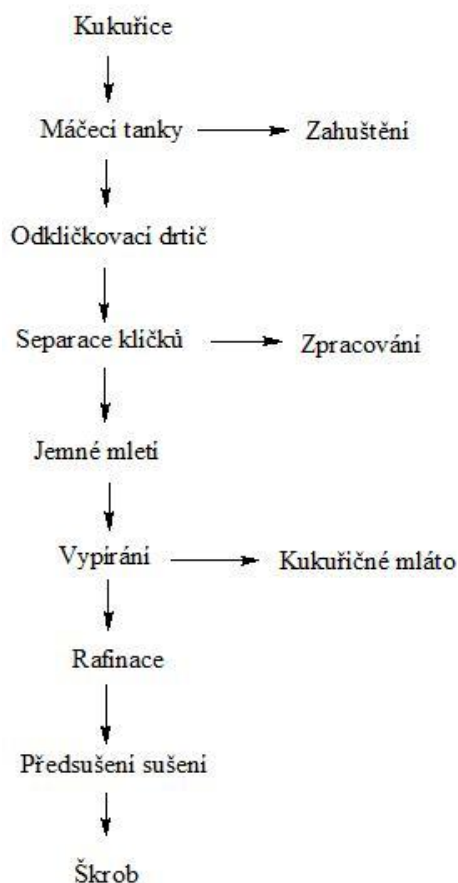 Kukuřice
Máčecí tanky
Zahuštění
Odkličkovací drtič
Separace klíčků
Zpracování
Jemné mletí
Vypírání
Kukuřičné mláto
Rafinace
Předsušení sušení
Škrob